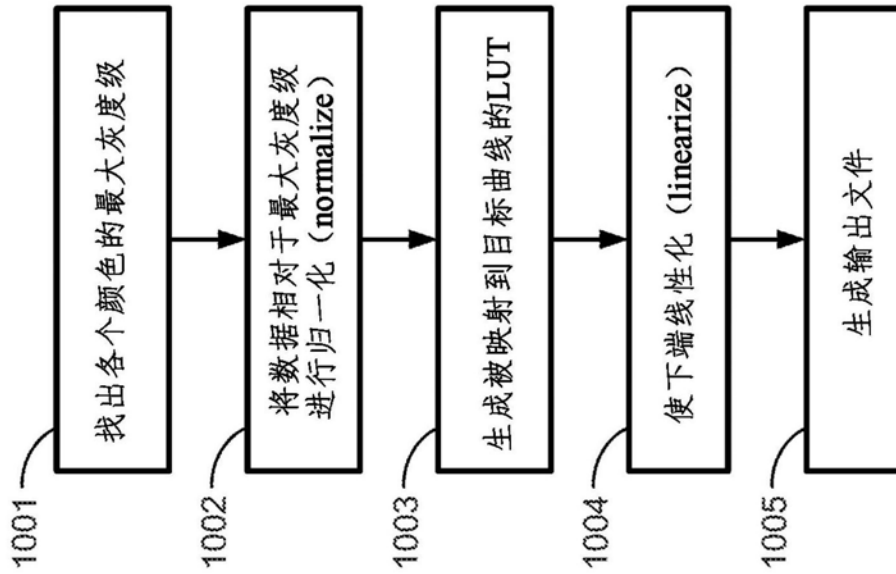 1001
找出各个颜色的最大灰度级
1002
将数据相对于最大灰度级
进行归一化（normalize）
1003
生成被映射到目标曲线的LUT
1004
使下端线性化（linearize）
1005
生成输出文件